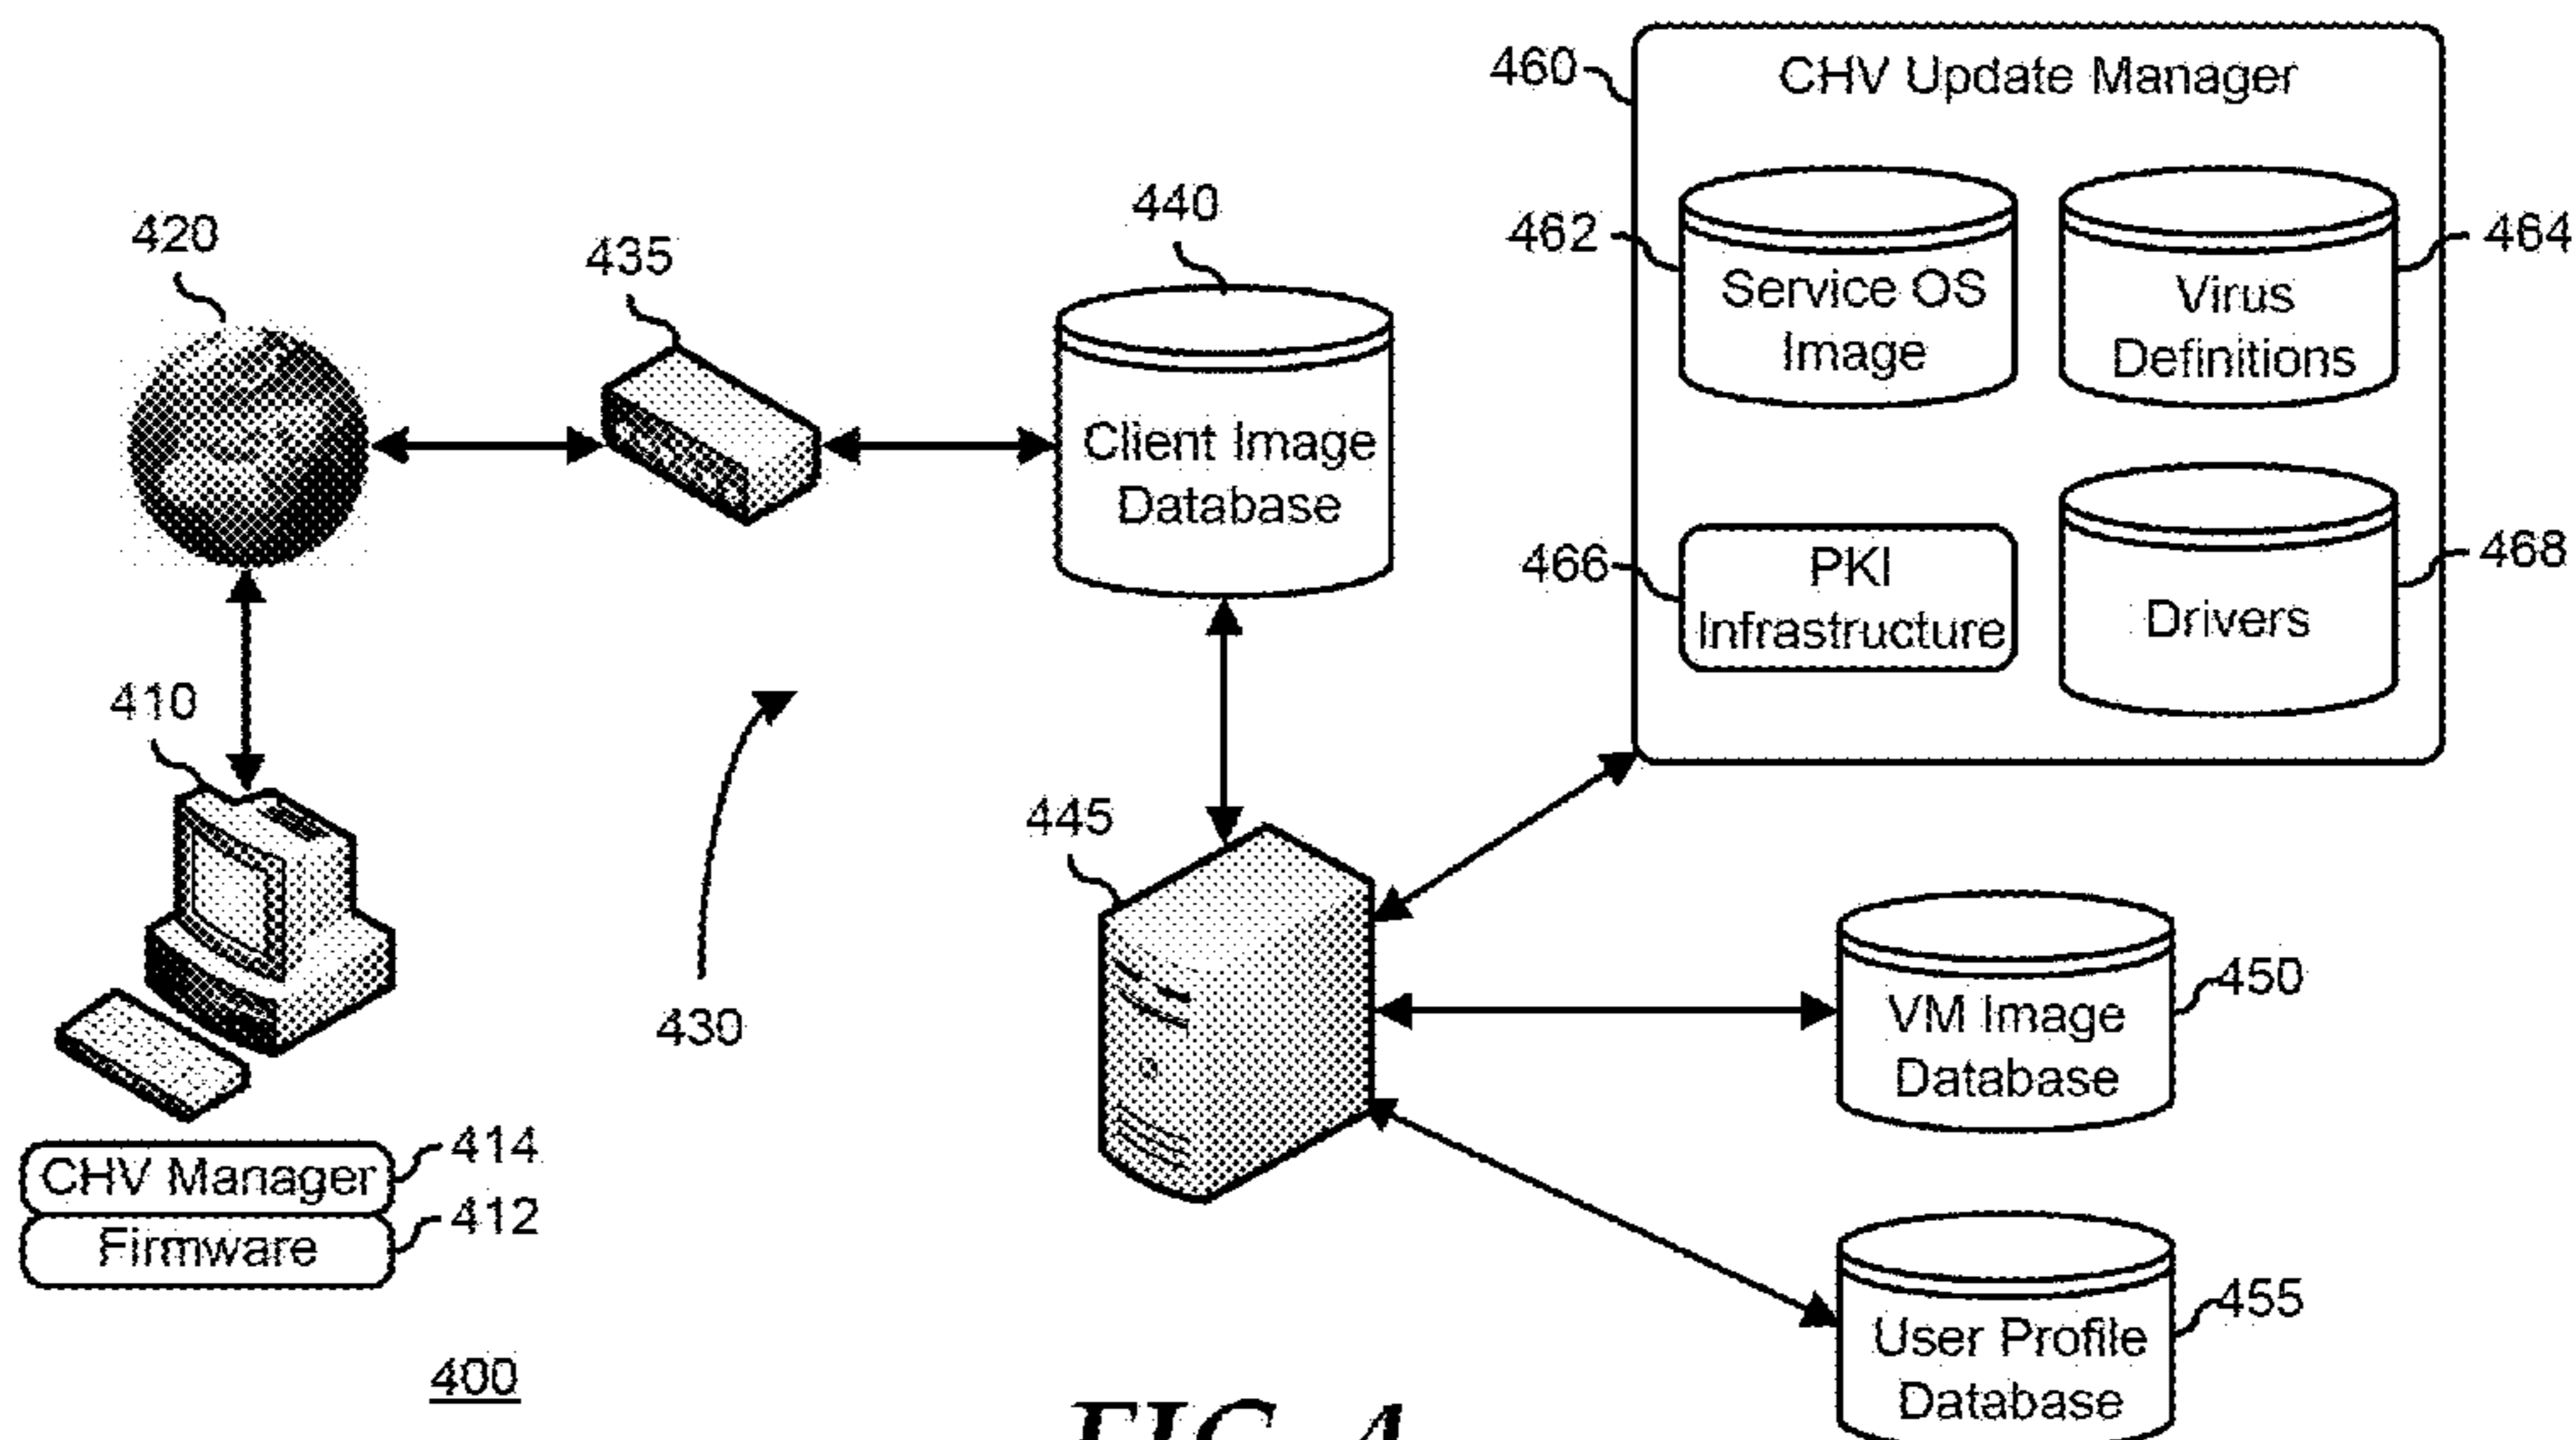 460
CHV Update Manager
462
Service OS
Image
464
Virus
Definitions
466
PKI
Infrastructure
468
Drivers
420
435
440
Client Image
Database
410
430
445
450
VM Image
Database
414
CHV Manager
412
Firmware
455
User Profile
Database
400
FIG. 4